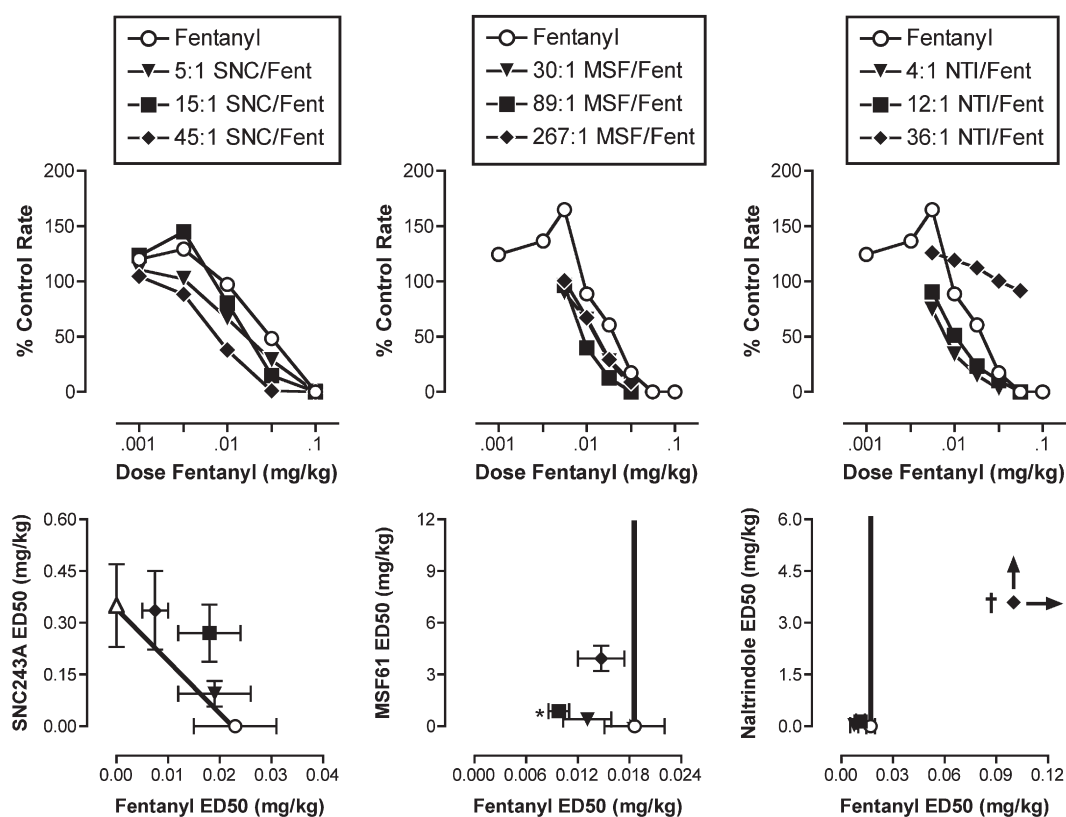 Fentanyl
5:1 SNC/Fent
15:1 SNC/Fent
45:1 SNC/Fent
Fentanyl
30:1 MSF/Fent
89:1 MSF/Fent
267:1 MSF/Fent
Fentanyl
4:1 NTI/Fent
12:1 NTI/Fent
36:1 NTI/Fent
% Control Rate
200
150
100
50
0
.001
.01
.1
Dose Fentanyl (mg/kg)
% Control Rate
200
150
100
50
0
.001
.01
.1
Dose Fentanyl (mg/kg)
% Control Rate
200
150
100
50
0
.001
.01
.1
Dose Fentanyl (mg/kg)
SNC243A ED50 (mg/kg)
0.60
0.45
0.30
0.15
0.00
0.00
0.01
0.02
0.03
0.04
Fentanyl ED50 (mg/kg)
MSF61 ED50 (mg/kg)
12
9
6
3
0
*
0.000
0.006
0.012
0.018
0.024
Fentanyl ED50 (mg/kg)
Naltrindole ED50 (mg/kg)
6.0
4.5
3.0
1.5
0.0
†
0.00
0.03
0.06
0.09
0.12
Fentanyl ED50 (mg/kg)